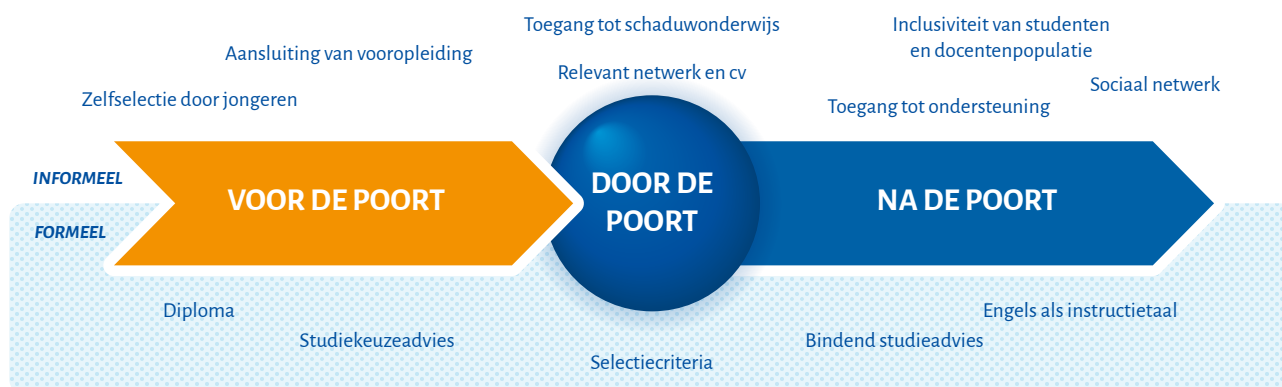 Toegang tot schaduwonderwijs
Inclusiviteit van studenten
en docentenpopulatie
Aansluiting van vooropleiding
Relevant netwerk en cv
Sociaal netwerk
Zelfselectie door jongeren
Toegang tot ondersteuning
INFORMEEL
FORMEEL
VOOR DE POORT
DOOR DE
POORT
NA DE POORT
Diploma
Engels als instructietaal
Studiekeuzeadvies
Bindend studieadvies
Selectiecriteria